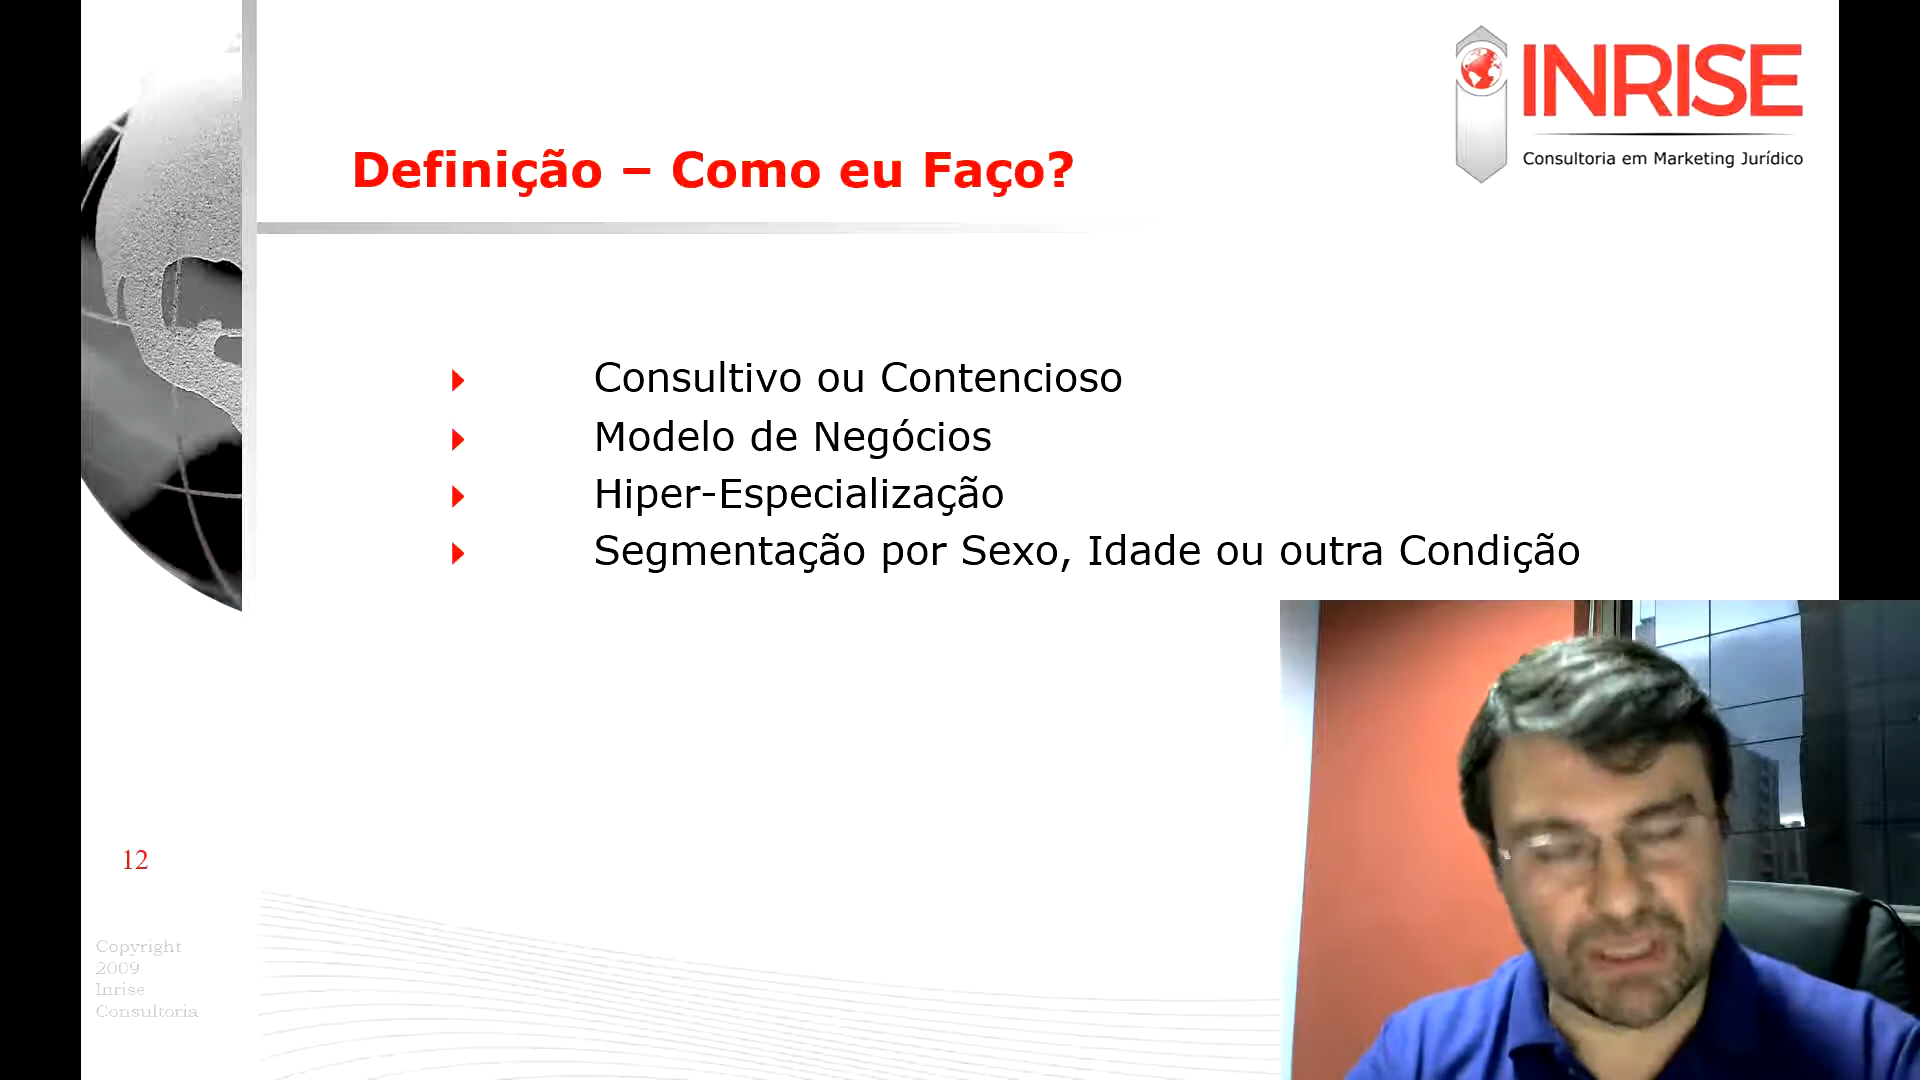 INRISE
Consultoria em Marketing Jurídico
Definição – Como eu Faço?
Consultivo ou Contencioso
Modelo de Negócios
Hiper-Especialização
Segmentação por Sexo, Idade ou outra Condição
12
Copyright
2009
Inrise
Consultoria